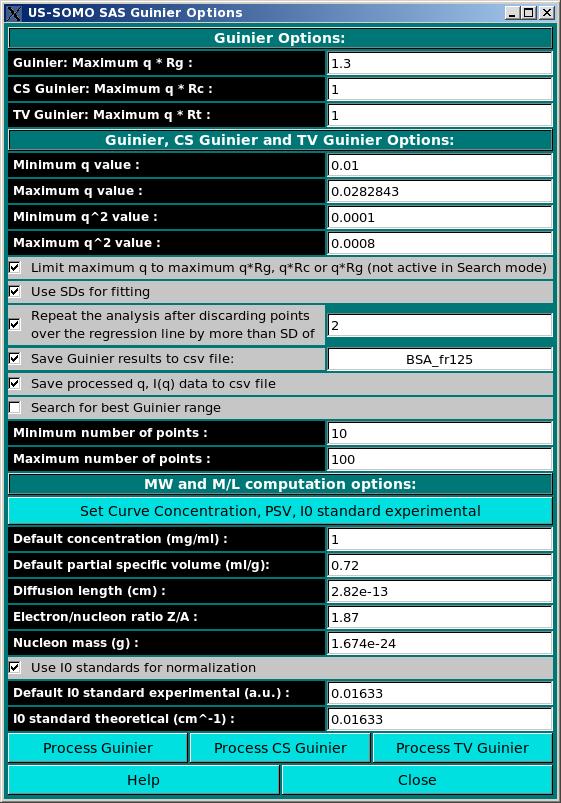 US-SOMO SAS Guinier Options
Guinier Options:
Guinier: Maximum q * Rg : 1.3
CS Guinier: Maximum q * Rc : 1
TV Guinier: Maximum q * Rt : 1
Guinier, CS Guinier and TV Guinier Options:
Minimum q value : 0.01
Maximum q value : 0.0282843
Minimum q^2 value : 0.0001
Maximum q^2 value : 0.0008
Limit maximum q to maximum q*Rg, q*Rc or q*Rg (not active in Search mode)
Use SDs for fitting
Repeat the analysis after discarding points
over the regression line by more than SD of 2
Save Guinier results to csv file: BSA_fr125
Save processed q, I(q) data to csv file
Search for best Guinier range
Minimum number of points : 10
Maximum number of points : 100
MW and M/L computation options:
Set Curve Concentration, PSV, I0 standard experimental
Default concentration (mg/ml) : 1
Default partial specific volume (ml/g): 0.72
Diffusion length (cm) : 2.82e-13
Electron/nucleon ratio Z/A : 1.87
Nucleon mass (g) : 1.674e-24
Use I0 standards for normalization
Default I0 standard experimental (a.u.) : 0.01633
I0 standard theoretical (cm^-1) : 0.01633
Process Guinier Process CS Guinier Process TV Guinier
Help Close